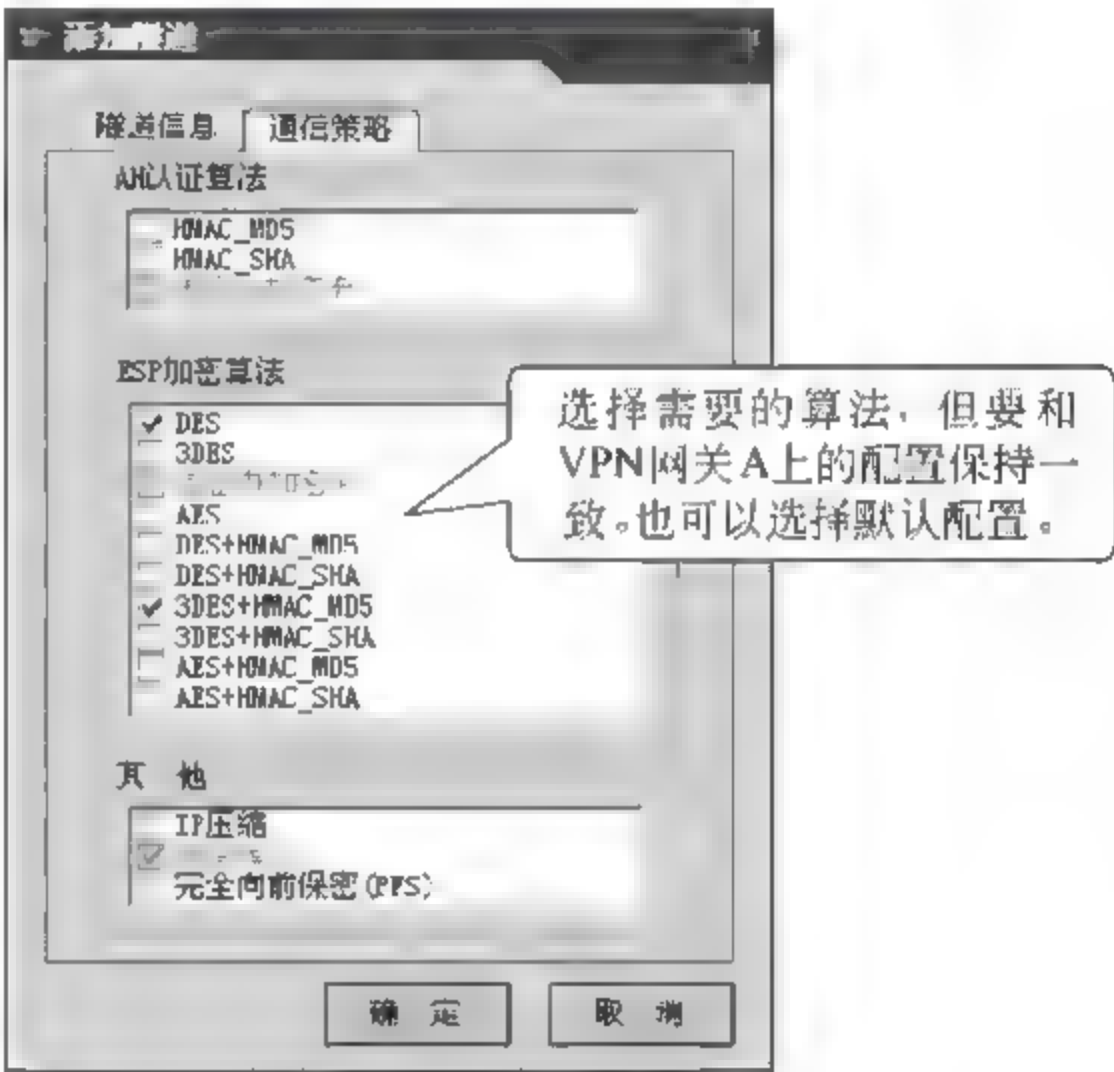 添加隧道
隧道信息
通信策略
AH认证算法
HMAC_MD5
HMAC_SHA
ESP加密算法
DES
3DES
AES
DES+HMAC_MD5
DES+HMAC_SHA
3DES+HMAC_MD5
3DES+HMAC_SHA
AES+HMAC_MD5
AES+HMAC_SHA
选择需要的算法，但要和
VPN网关A上的配置保持一
致。也可以选择默认配置。
其 他
IP压缩
完全向前保密(PFS)
确 定
取 消